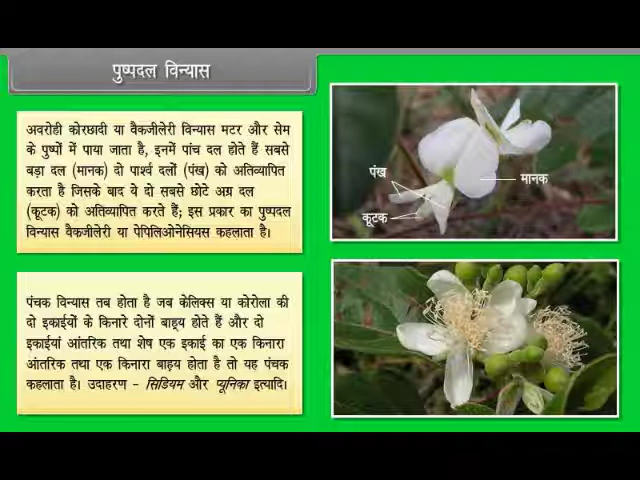 पुष्पदल विन्यास
अवरोही कोरछादी या वैकजीलेरी विन्यास मटर और सेम
के पुष्पों में पाया जाता है, इनमें पांच दल होते हैं सबसे
बड़ा दल (मानक) दो पार्श्व दलों (पंख) को अतिव्यापित
करता है जिसके बाद ये दो सबसे छोटे अग्र दल
(कूटक) को अतिव्यापित करते हैं; इस प्रकार का पुष्पदल
विन्यास वैकजीलेरी या पेपिलिओनेसियस कहलाता है।
पंख
मानक
कूटक
पंचक विन्यास तब होता है जब केलिक्स या कोरोला की
दो इकाईयों के किनारे दोनों बाह्य होते हैं और दो
इकाईयां आंतरिक तथा शेष एक इकाई का एक किनारा
आंतरिक तथा एक किनारा बाह्य होता है तो यह पंचक
कहलाता है। उदाहरण - सिडियम और प्यूनिका इत्यादि।